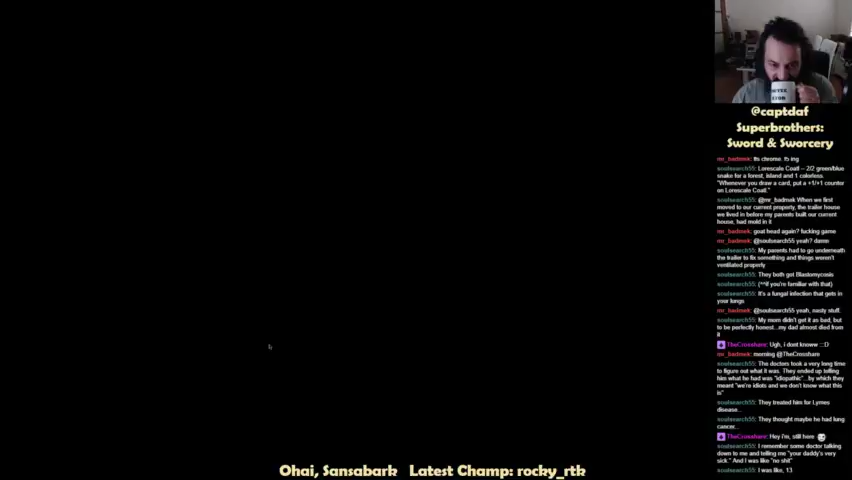 @captdaf
Superbrothers:
Sword & Sworcery
mr_badmek: Its chrome. Its ing
soulsearch55: Lorescale Coatl – 2/2 green/blue
snake for a forest, island and 1 colorless.
"Whenever you draw a card, put a +1/+1 counter
on Lorescale Coatl."
soulsearch55: @mr_badmek When we first
moved to our current property, the trailer house
we lived in before my parents built our current
house, had mold in it
mr_badmek: goat head again? fucking game
mr_badmek: @soulsearch55 yeah? damn
soulsearch55: My parents had to go underneath
the trailer to fix something and things weren't
ventilated properly
soulsearch55: They both got Blastomycosis
soulsearch55: (^^if you're familiar with that)
soulsearch55: It's a fungal infection that gets in
your lungs
mr_badmek: @soulsearch55 yeah, nasty stuff.
soulsearch55: My mom didn't get it as bad, but
to be perfectly honest...my dad almost died from
it
TheCrosshare: Ugh, i dont knoww :::D
mr_badmek: morning @TheCrosshare
soulsearch55: The doctors took a very long time
to figure out what it was. They ended up telling
him what he had was "idiopathic"...by which they
meant "we're idiots and we don't know what this
is"
soulsearch55: They treated him for Lymes
disease...
soulsearch55: They thought maybe he had lung
cancer...
TheCrosshare: Hey i'm, still here
soulsearch55: I remember some doctor talking
down to me and telling me "your daddy's very
sick." And I was like "no shit"
soulsearch55: I was like, 13
Ohai, Sansabark Latest Champ: rocky_rtk